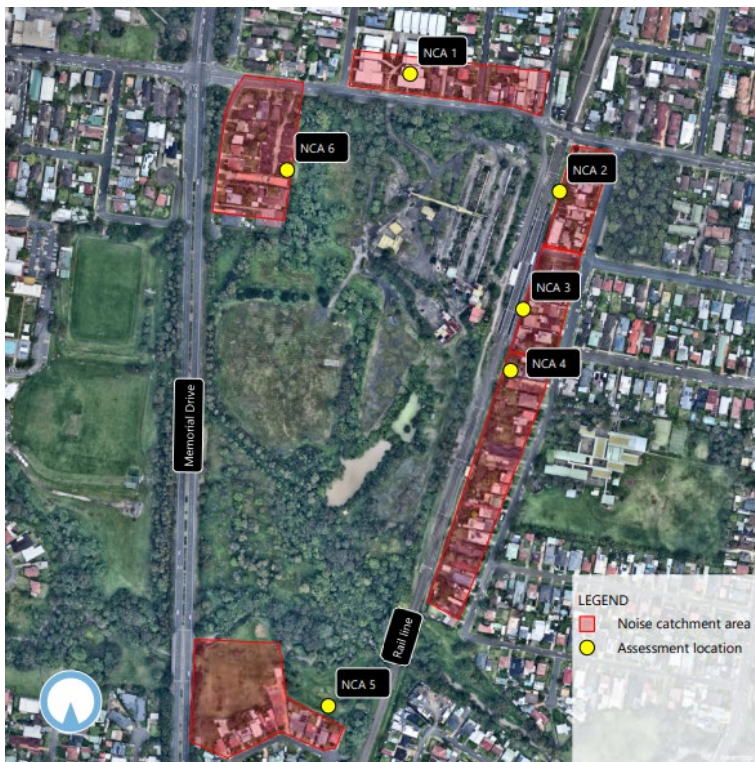 NCA 1
NCA 6
NCA 2
NCA 3
NCA 4
Memorial Drive
Rail line
NCA 5
LEGEND
Noise catchment area
Assessment location